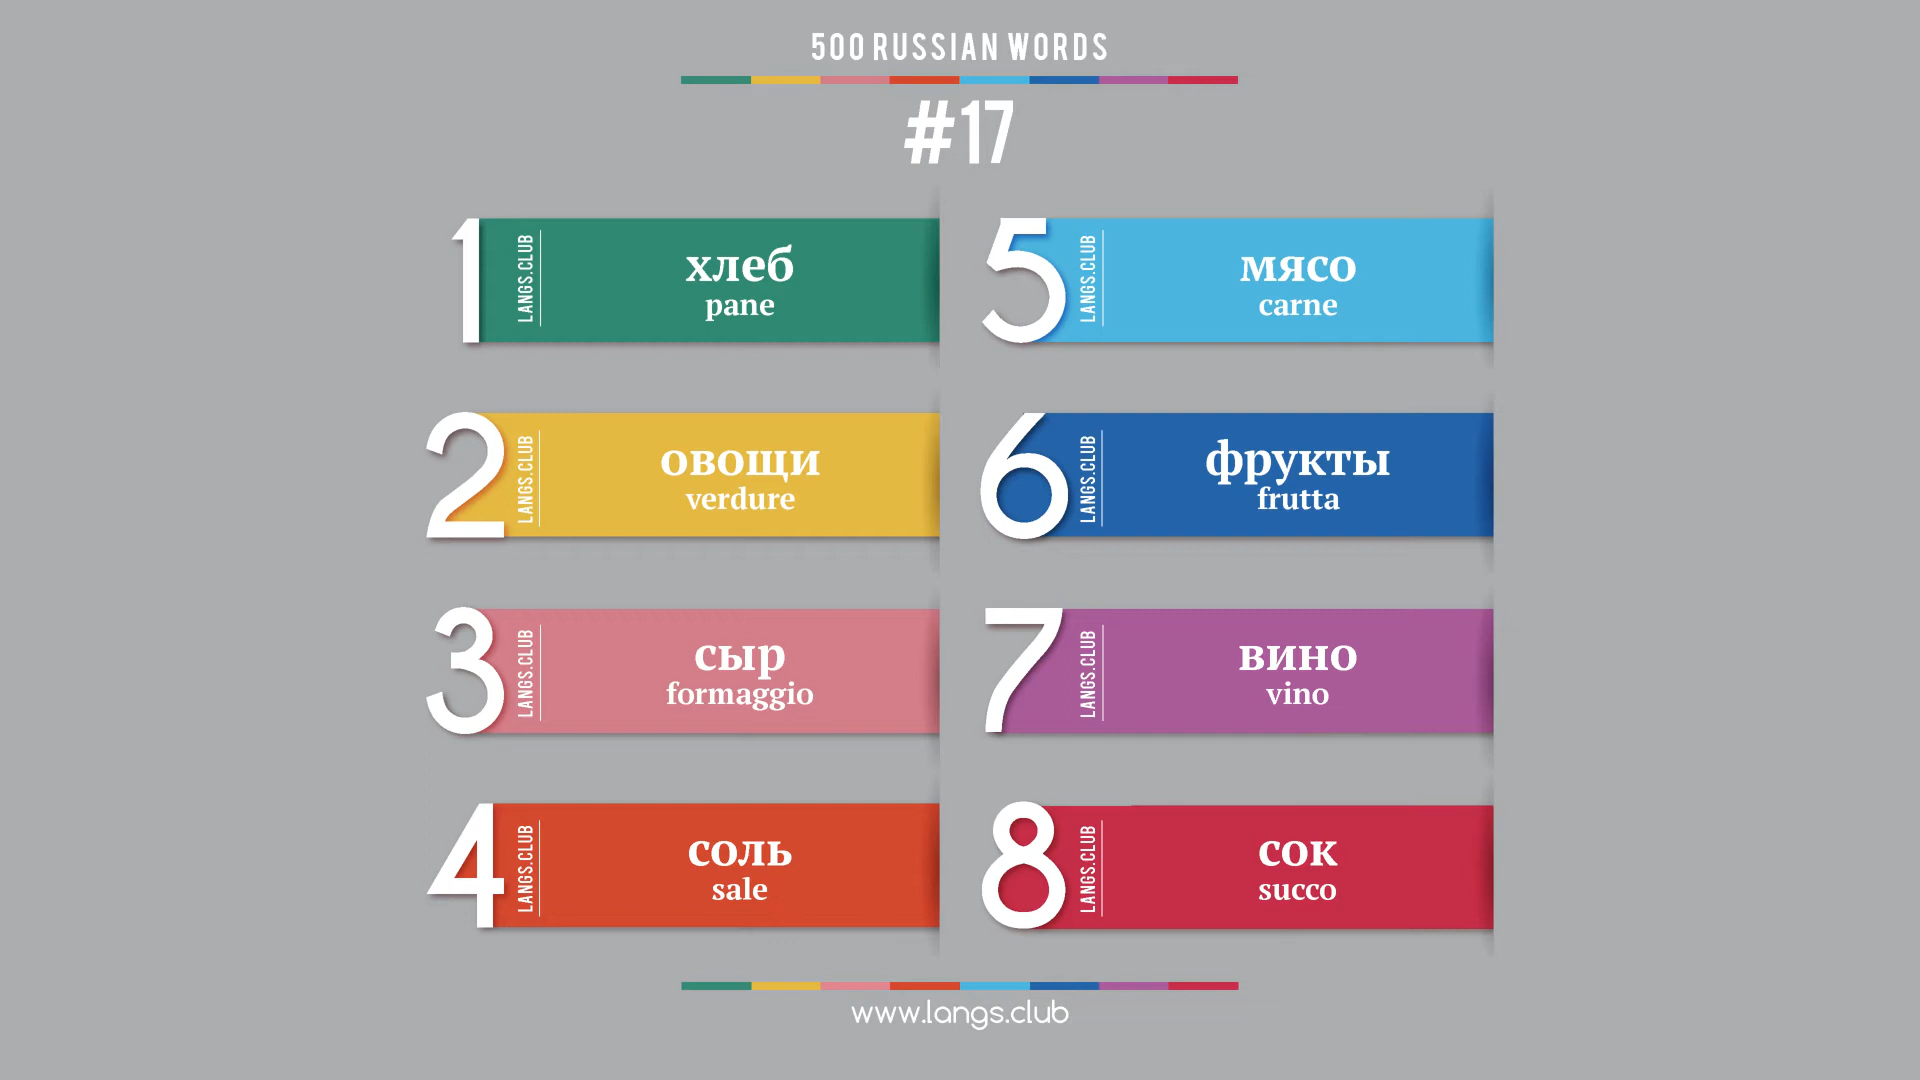 500 RUSSIAN WORDS
#17
1
LANGS.CLUB
хлеб
pane
2
LANGS.CLUB
овощи
verdure
3
LANGS.CLUB
сыр
formaggio
4
LANGS.CLUB
соль
sale
5
LANGS.CLUB
мясо
carne
6
LANGS.CLUB
фрукты
frutta
7
LANGS.CLUB
вино
vino
8
LANGS.CLUB
сок
succo
www.langs.club